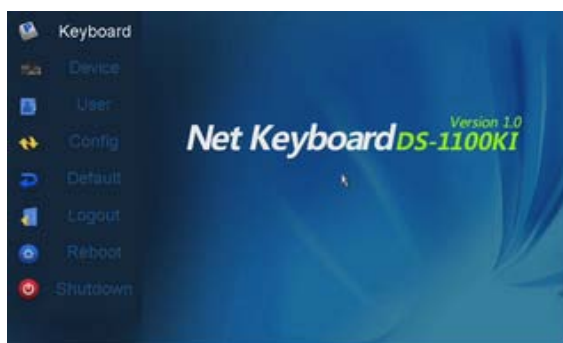 Keyboard
Device
User
Config
Default
Logout
Reboot
Shutdown
Version 1.0
Net Keyboard DS-1100KI